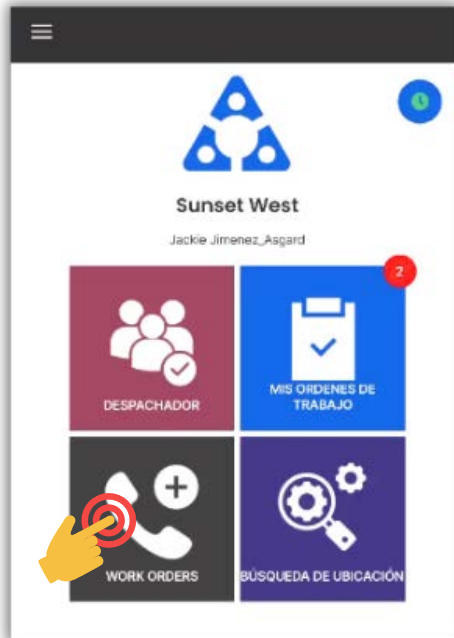 Sunset West
Jackie Jimenez_Asgard
2
DESPACHADOR
MIS ORDENES DE
TRABAJO
WORK ORDERS
BÚSQUEDA DE UBICACIÓN